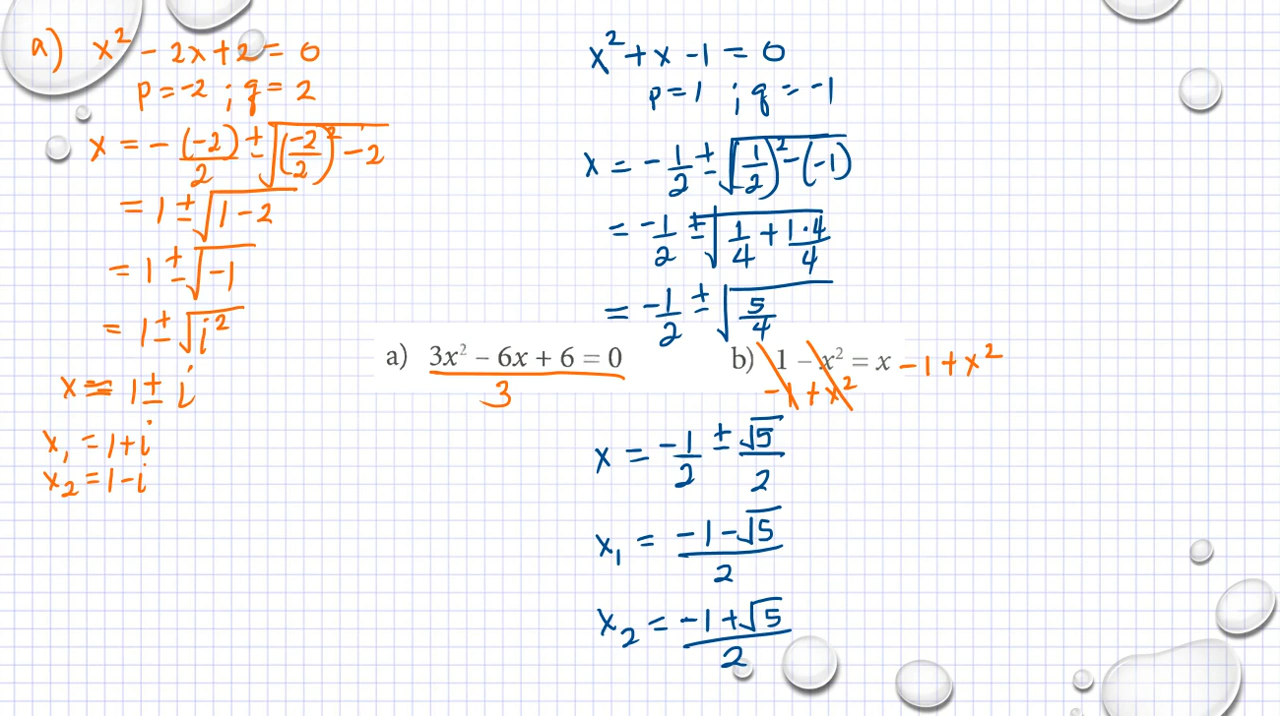 a) x² - 2x + 2 = 0
p = -2 ; q = 2
x = - (-2)/2 ± √((-2/2)² - 2)
= 1 ± √(1 - 2)
= 1 ± √(-1)
= 1 ± √(i²)
x = 1 ± i
x₁ = 1 + i
x₂ = 1 - i
a) 3x² − 6x + 6 = 0
3
x² + x - 1 = 0
p = 1 ; q = -1
x = -1/2 ± √((1/2)² - (-1))
= -1/2 ± √(1/4 + 1·4/4)
= -1/2 ± √(5/4)
b) 1 − x² = x - 1 + x²
-1 + x²
x = -1/2 ± √5/2
x₁ = (-1 - √5)/2
x₂ = (-1 + √5)/2